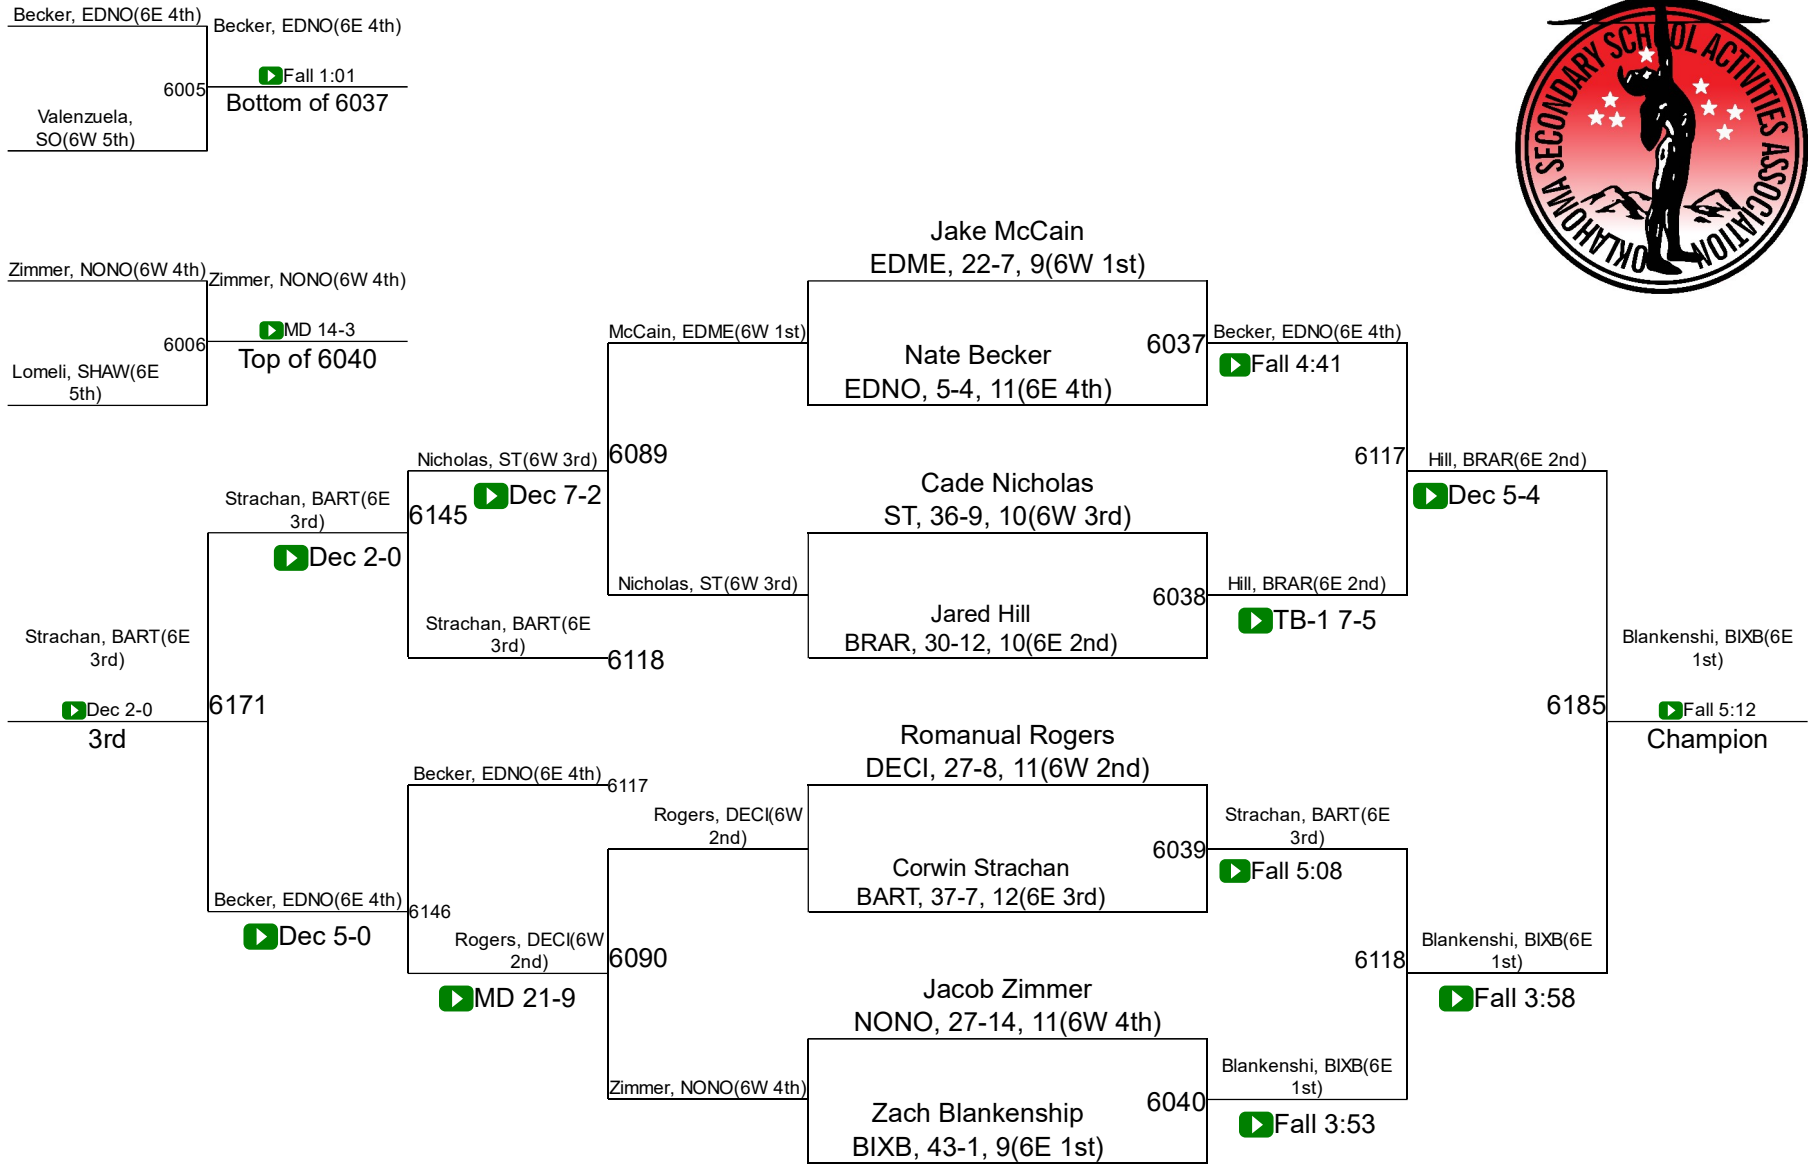 Becker, EDNO(6E 4th)
Becker, EDNO(6E 4th)
Fall 1:01
6005
Bottom of 6037
Valenzuela,
SO(6W 5th)
OKLAHOMA SECONDARY SCHOOL ACTIVITIES ASSOCIATION
Zimmer, NONO(6W 4th)
Zimmer, NONO(6W 4th)
MD 14-3
6006
Top of 6040
Lomeli, SHAW(6E
5th)
Jake McCain
EDME, 22-7, 9(6W 1st)
McCain, EDME(6W 1st)
Nate Becker
EDNO, 5-4, 11(6E 4th)
6037
Becker, EDNO(6E 4th)
Fall 4:41
Nicholas, ST(6W 3rd)
6089
Dec 7-2
6117
Hill, BRAR(6E 2nd)
Dec 5-4
Strachan, BART(6E
3rd)
6145
Dec 2-0
Cade Nicholas
ST, 36-9, 10(6W 3rd)
Nicholas, ST(6W 3rd)
Jared Hill
BRAR, 30-12, 10(6E 2nd)
6038
Hill, BRAR(6E 2nd)
TB-1 7-5
Strachan, BART(6E
3rd)
6118
Strachan, BART(6E
3rd)
Dec 2-0
3rd
6171
Blankenshi, BIXB(6E
1st)
6185
Fall 5:12
Champion
Romanual Rogers
DECI, 27-8, 11(6W 2nd)
Becker, EDNO(6E 4th)
6117
Rogers, DECI(6W
2nd)
Corwin Strachan
BART, 37-7, 12(6E 3rd)
6039
Strachan, BART(6E
3rd)
Fall 5:08
Becker, EDNO(6E 4th)
6146
Dec 5-0
Rogers, DECI(6W
2nd)
6090
MD 21-9
6118
Blankenshi, BIXB(6E
1st)
Fall 3:58
Jacob Zimmer
NONO, 27-14, 11(6W 4th)
Zimmer, NONO(6W 4th)
Zach Blankenship
BIXB, 43-1, 9(6E 1st)
6040
Blankenshi, BIXB(6E
1st)
Fall 3:53